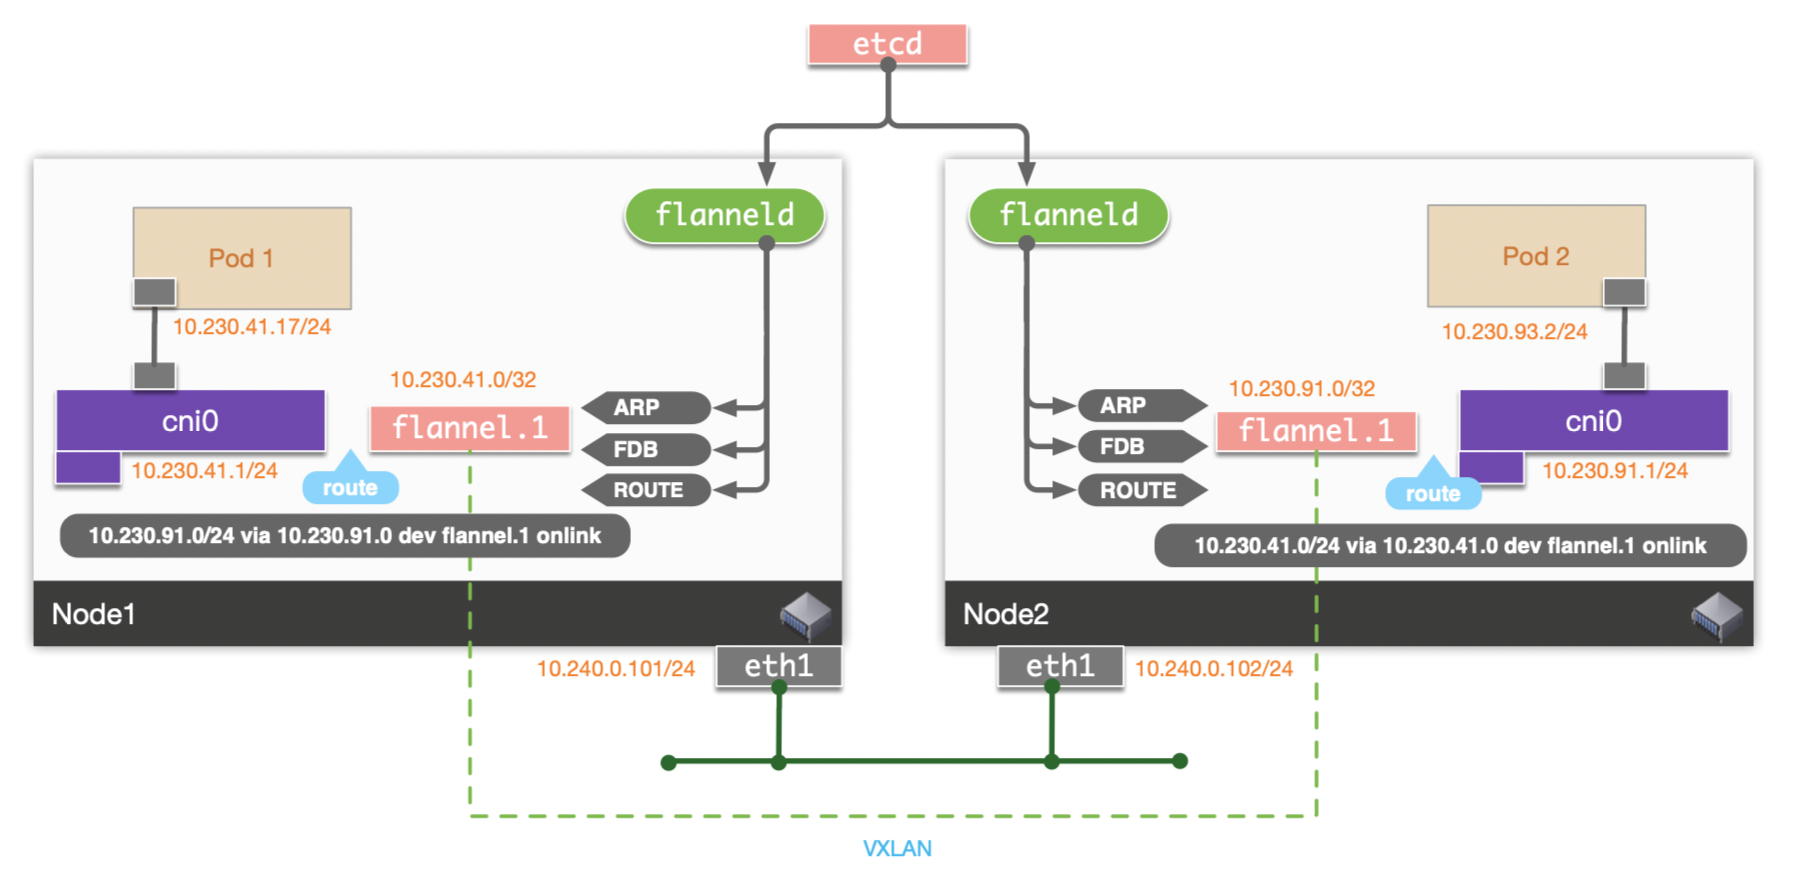 etcd
flanneld
Pod 1
10.230.41.17/24
10.230.41.0/32
ARP
flannel.1
cni0
FDB
10.230.41.1/24
route
ROUTE
10.230.91.0/24 via 10.230.91.0 dev flannel.1 onlink
Node1
10.240.0.101/24
eth1
flanneld
Pod 2
10.230.93.2/24
10.230.91.0/32
ARP
flannel.1
cni0
FDB
10.230.91.1/24
ROUTE
route
10.230.41.0/24 via 10.230.41.0 dev flannel.1 onlink
Node2
eth1
10.240.0.102/24
VXLAN